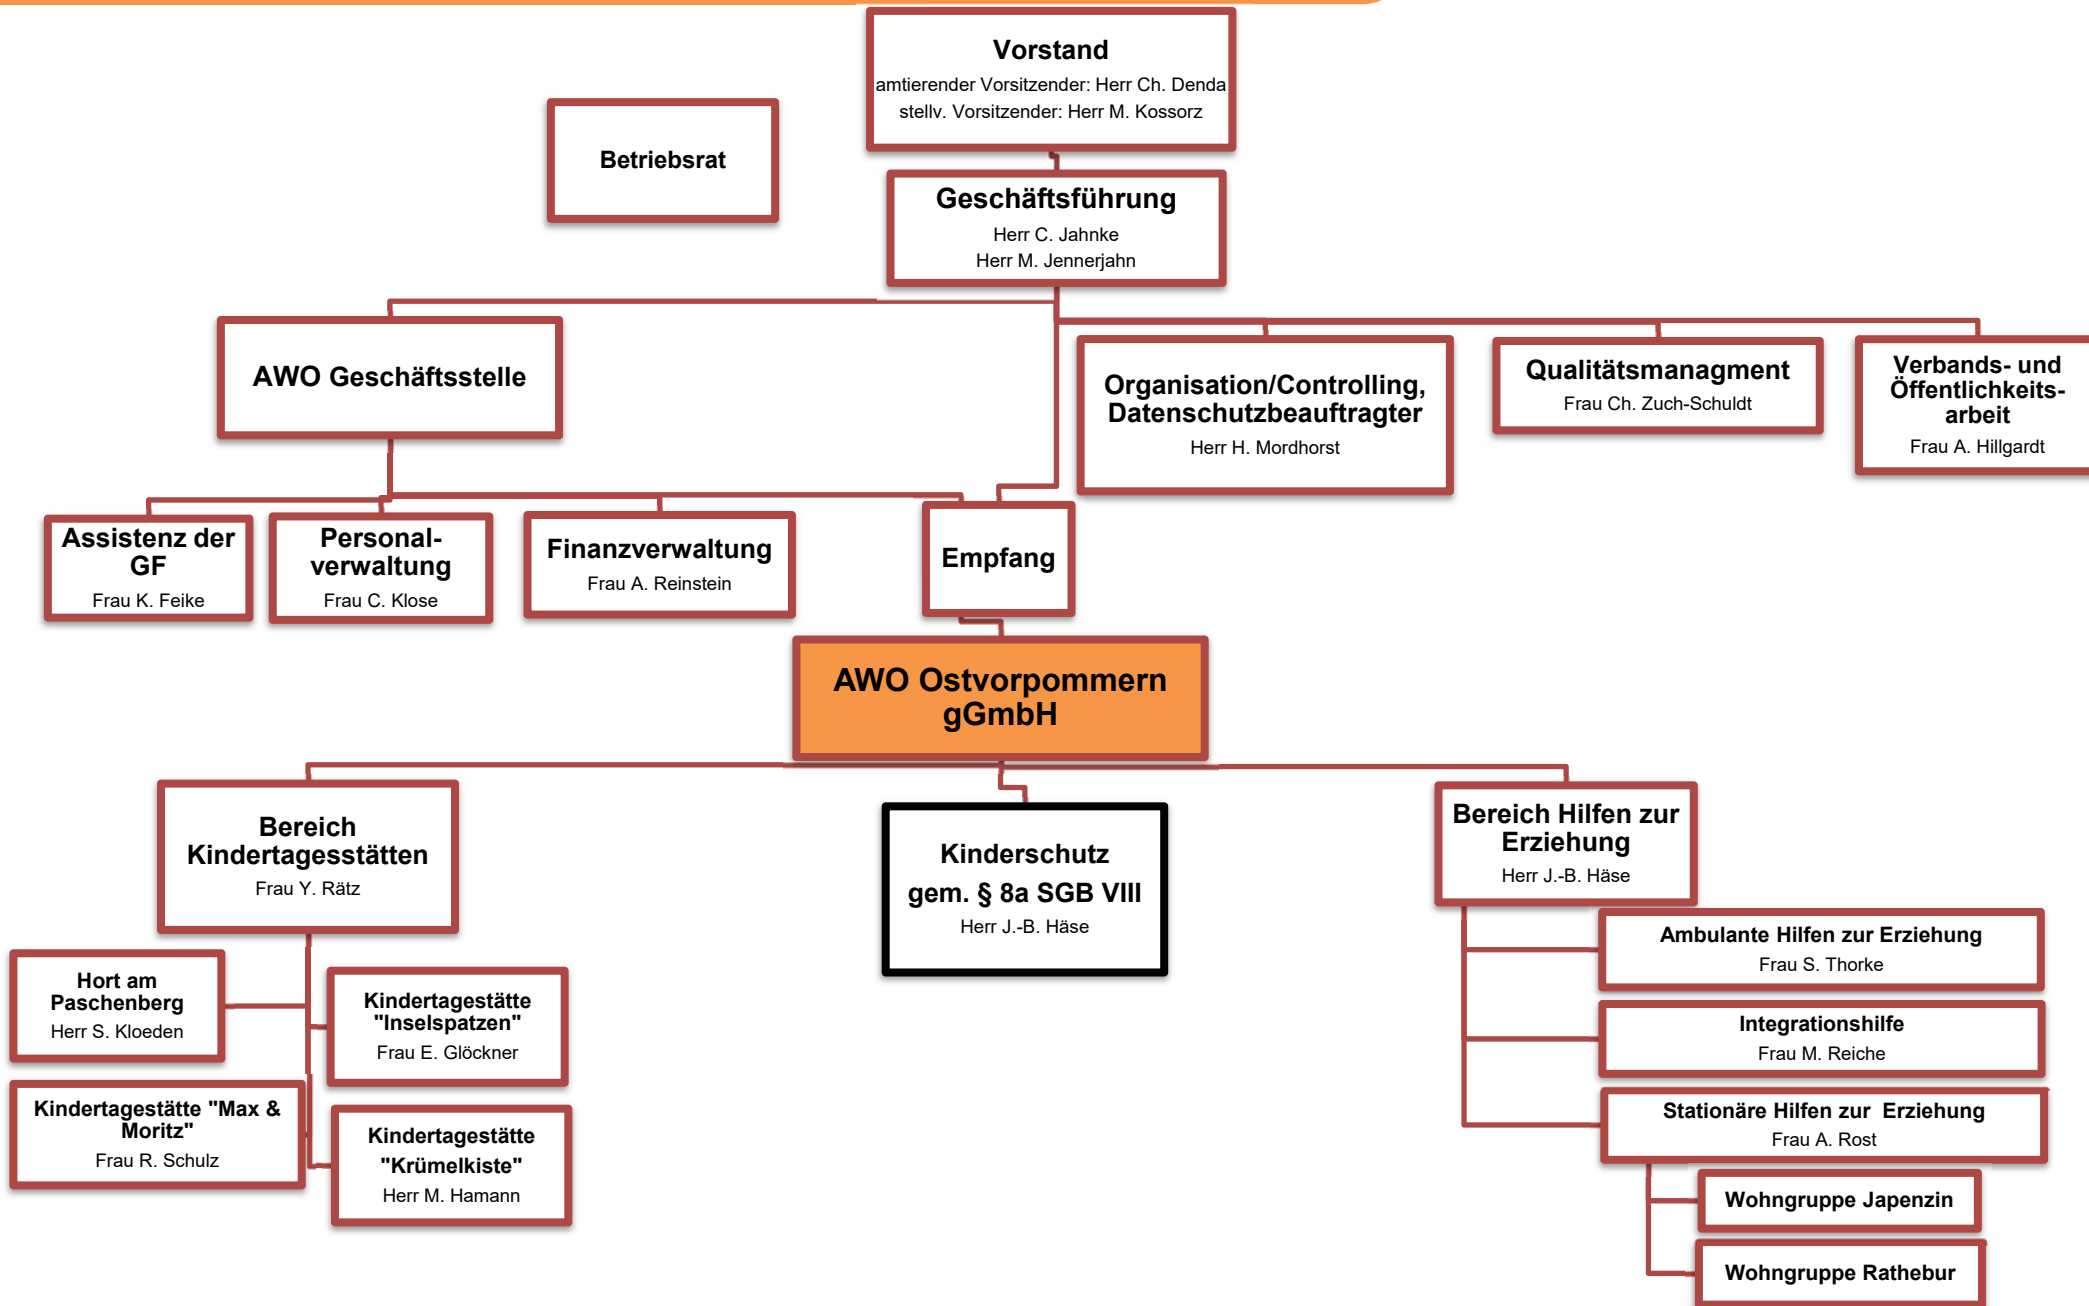 Vorstand
amtierender Vorsitzender: Herr Ch. Denda
stellv. Vorsitzender: Herr M. Kossorz
Betriebsrat
Geschäftsführung
Herr C. Jahnke
Herr M. Jennerjahn
AWO Geschäftsstelle
Organisation/Controlling,
Datenschutzbeauftragter
Herr H. Mordhorst
Qualitätsmanagment
Frau Ch. Zuch-Schuldt
Verbands- und
Öffentlichkeits-
arbeit
Frau A. Hillgardt
Assistenz der
GF
Frau K. Feike
Personal-
verwaltung
Frau C. Klose
Finanzverwaltung
Frau A. Reinstein
Empfang
AWO Ostvorpommern
gGmbH
Bereich
Kindertagesstätten
Frau Y. Rätz
Kinderschutz
gem. § 8a SGB VIII
Herr J.-B. Häse
Bereich Hilfen zur
Erziehung
Herr J.-B. Häse
Hort am
Paschenberg
Herr S. Kloeden
Kindertagestätte
"Inselspatzen"
Frau E. Glöckner
Kindertagestätte "Max &
Moritz"
Frau R. Schulz
Kindertagestätte
"Krümelkiste"
Herr M. Hamann
Ambulante Hilfen zur Erziehung
Frau S. Thorke
Integrationshilfe
Frau M. Reiche
Stationäre Hilfen zur  Erziehung
Frau A. Rost
Wohngruppe Japenzin
Wohngruppe Rathebur